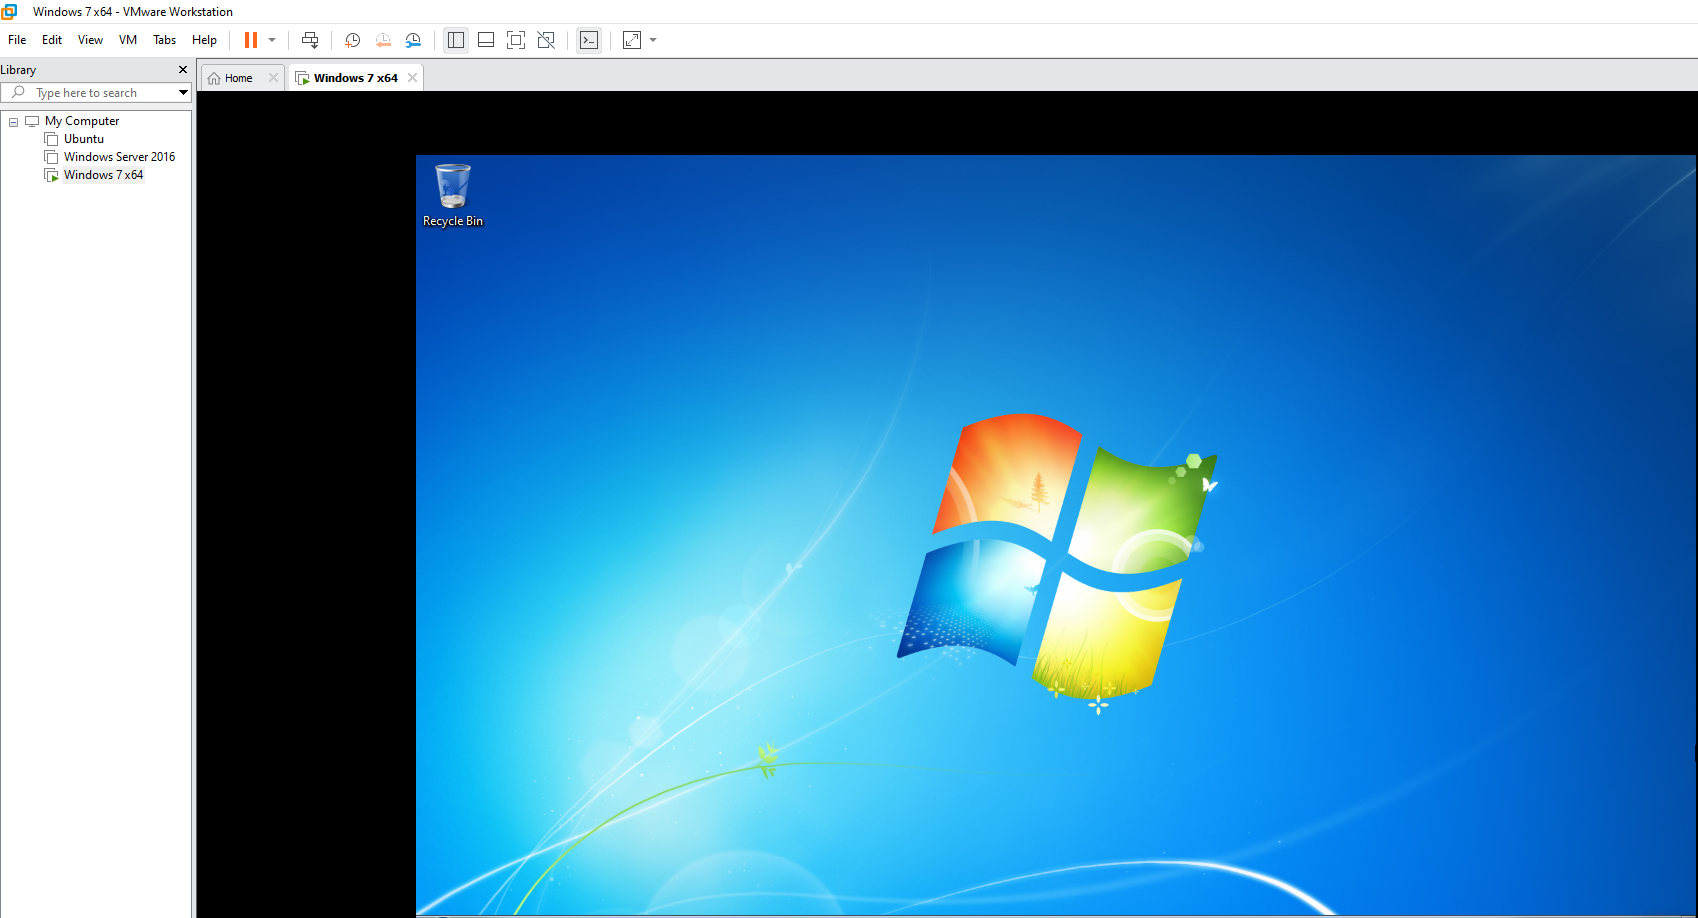 Windows 7 x64 - VMware Workstation
File Edit View VM Tabs Help
Library
Type here to search
My Computer
Ubuntu
Windows Server 2016
Windows 7 x64
Home
Windows 7 x64
Recycle Bin